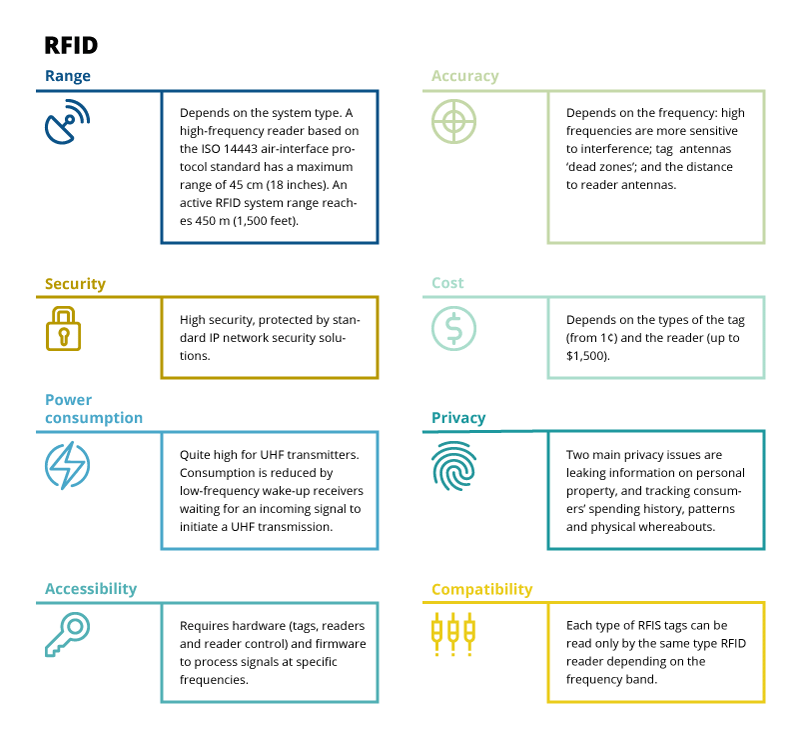 RFID
Range
Depends on the system type. A
high-frequency reader based on
the ISO 14443 air-interface pro-
tocol standard has a maximum
range of 45 cm (18 inches). An
active RFID system range reach-
es 450 m (1,500 feet).
Accuracy
Depends on the frequency: high
frequencies are more sensitive
to interference; tag antennas
‘dead zones’; and the distance
to reader antennas.
Security
High security, protected by stan-
dard IP network security solu-
tions.
Cost
Depends on the types of the tag
(from 1¢) and the reader (up to
$1,500).
Power
consumption
Quite high for UHF transmitters.
Consumption is reduced by
low-frequency wake-up receivers
waiting for an incoming signal to
initiate a UHF transmission.
Privacy
Two main privacy issues are
leaking information on personal
property, and tracking consum-
ers’ spending history, patterns
and physical whereabouts.
Accessibility
Requires hardware (tags, readers
and reader control) and firmware
to process signals at specific
frequencies.
Compatibility
Each type of RFIS tags can be
read only by the same type RFID
reader depending on the
frequency band.